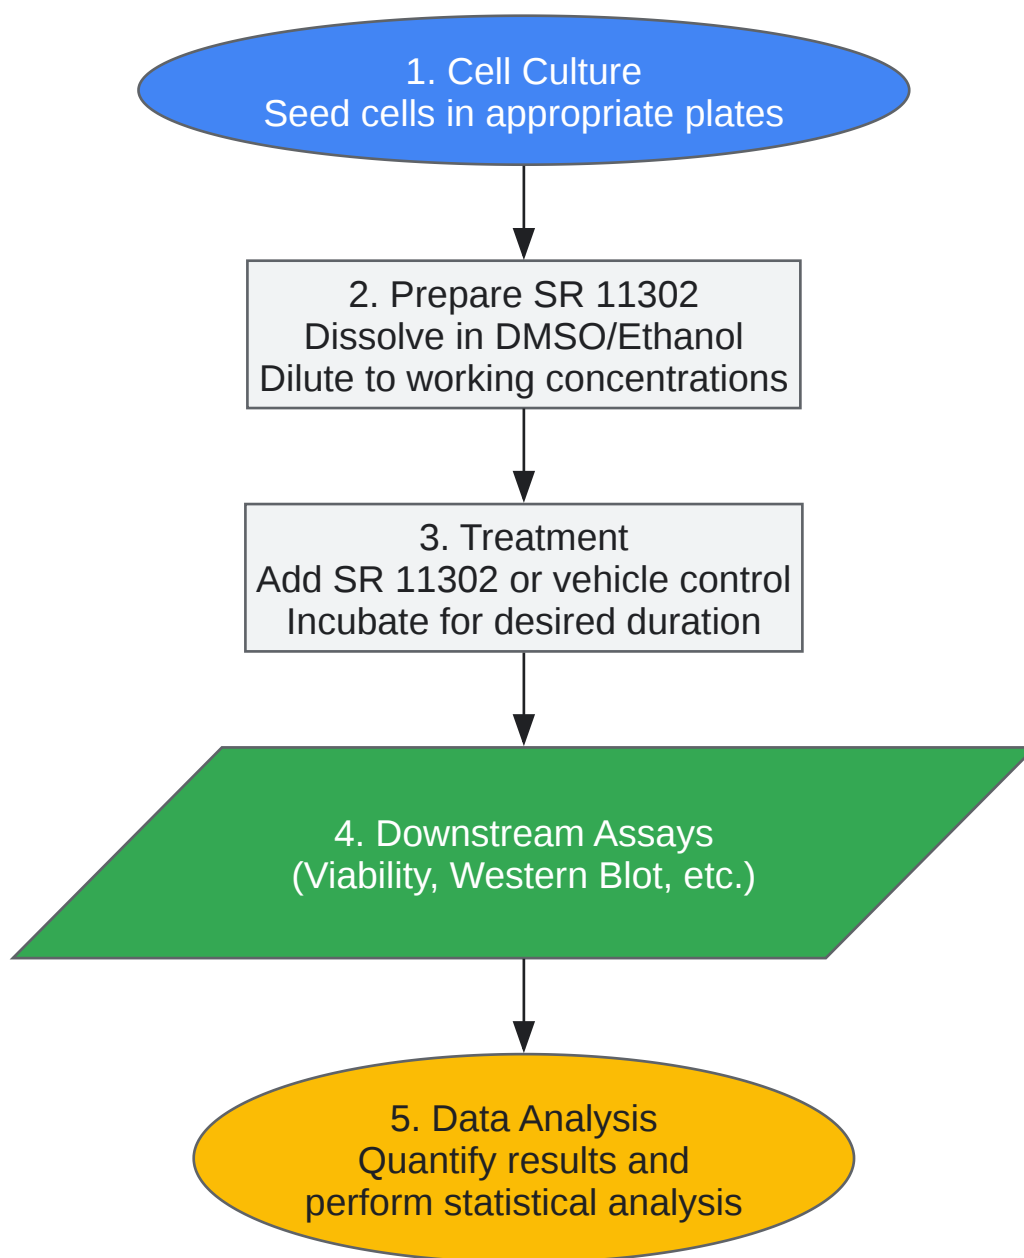 1. Cell Culture
Seed cells in appropriate plates
2. Prepare SR 11302
Dissolve in DMSO/Ethanol
Dilute to working concentrations
3. Treatment
Add SR 11302 or vehicle control
Incubate for desired duration
4. Downstream Assays
(Viability, Western Blot, etc.)
5. Data Analysis
Quantify results and
perform statistical analysis